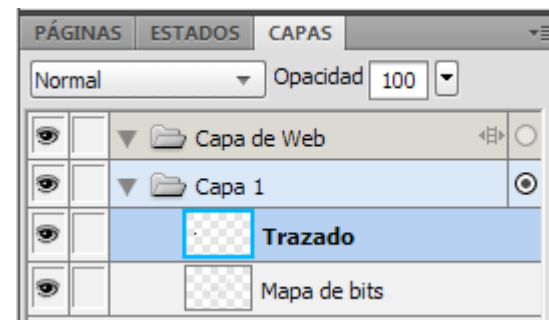 PÁGINAS ESTADOS CAPAS
Normal Opacidad 100
Capa de Web
Capa 1
Trazado
Mapa de bits